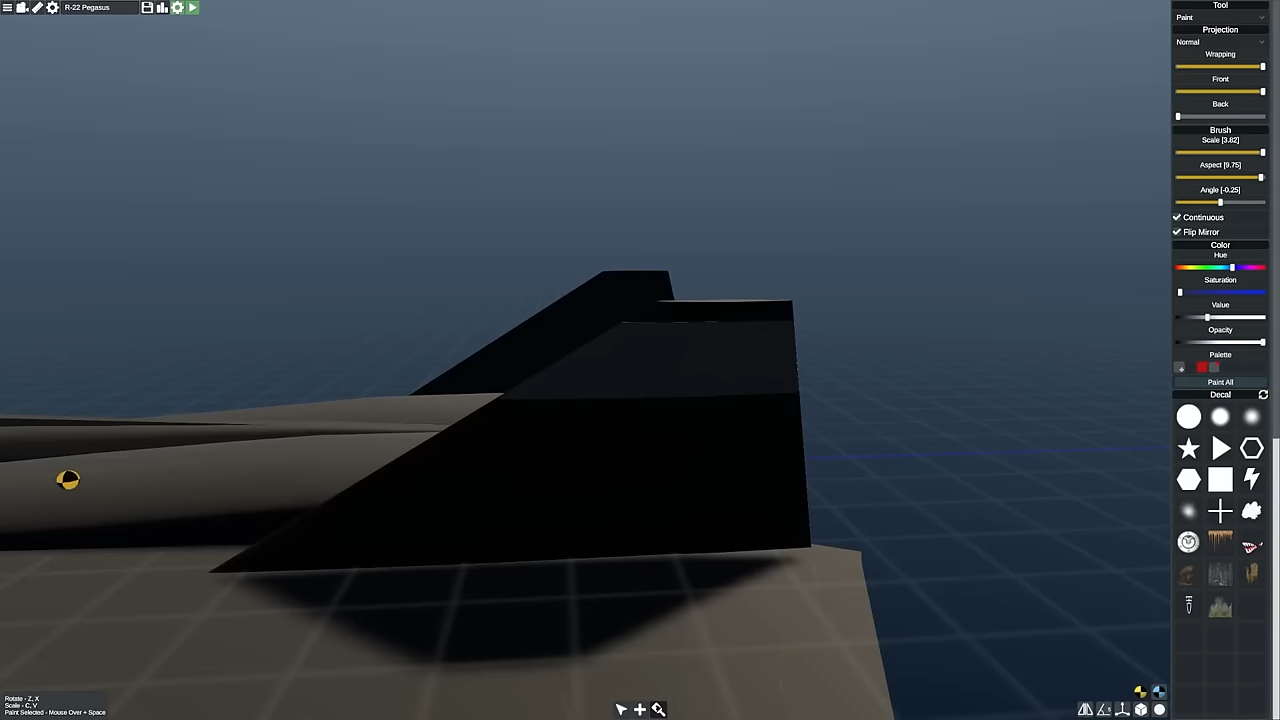 R-22 Pegasus
Tool
Paint
Projection
Normal
Wrapping
Front
Back
Brush
Scale [3.82]
Aspect [9.75]
Angle [-0.25]
Continuous
Flip Mirror
Color
Hue
Saturation
Value
Opacity
Palette
Paint All
Decal
Rotate - Z, X
Scale - C, V
Paint Selected - Mouse Over + Space